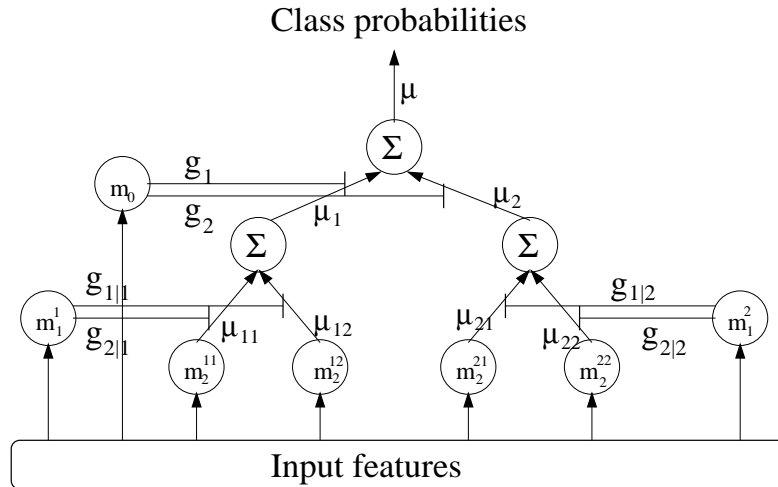 Class probabilities
μ
Σ
g₁
m₀
g₂
μ₁
μ₂
Σ
Σ
g₁|₁
g₁|₂
m₁¹
g₂|₁
μ₁₁
μ₁₂
μ₂₁
μ₂₂
g₂|₂
m₁²
m₂¹¹
m₂¹²
m₂²¹
m₂²²
Input features